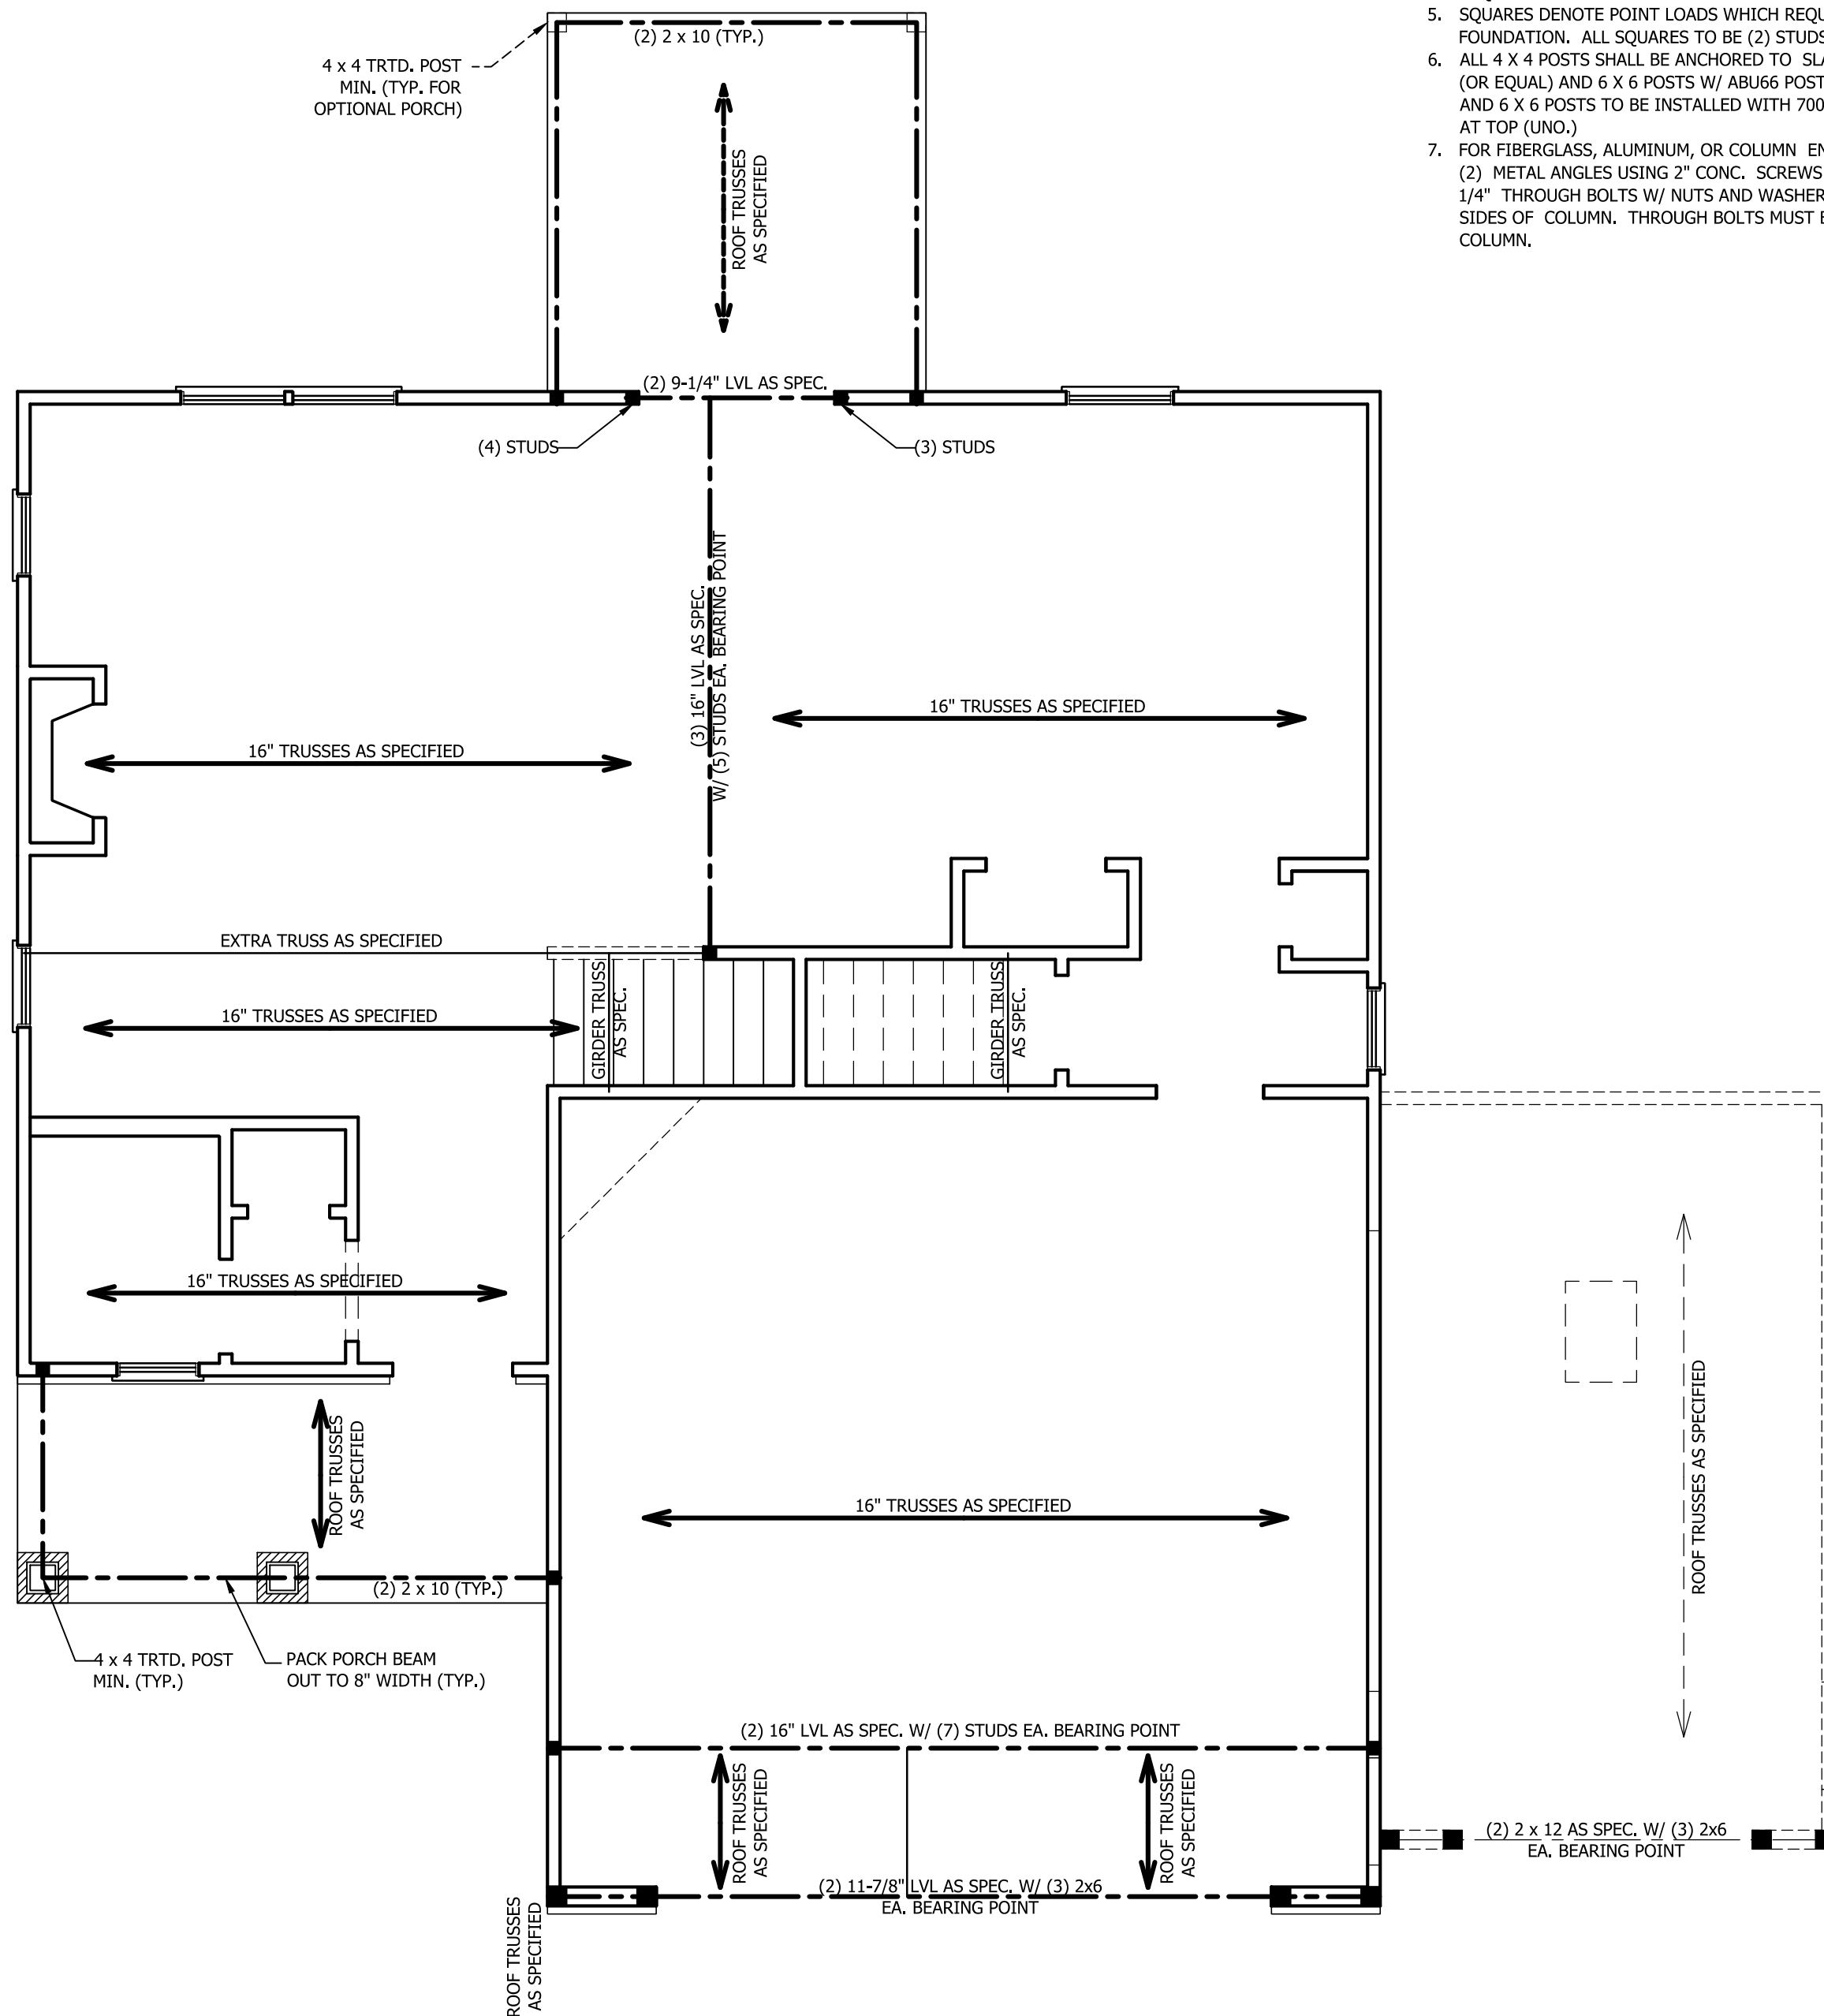 5. SQUARES DENOTE POINT LOADS WHICH
FOUNDATION. ALL SQUARES TO BE (2) STUDS
6. ALL 4 X 4 POSTS SHALL BE ANCHORED TO
(OR EQUAL) AND 6 X 6 POSTS W/ ABU66 POST
AND 6 X 6 POSTS TO BE INSTALLED WITH 700
AT TOP (UNO.)
7. FOR FIBERGLASS, ALUMINUM, OR COLUMN
(2) METAL ANGLES USING 2" CONC. SCREWS
1/4" THROUGH BOLTS W/ NUTS AND WASHER
SIDES OF COLUMN. THROUGH BOLTS MUST
COLUMN.
(2) 2 x 10 (TYP.)
4 x 4 TRTD. POST
MIN. (TYP. FOR
OPTIONAL PORCH)
ROOF TRUSSES
AS SPECIFIED
(2) 9-1/4" LVL AS SPEC.
(4) STUDS
(3) STUDS
(3) 16" LVL AS SPEC.
W/ (5) STUDS EA. BEARING POINT
16" TRUSSES AS SPECIFIED
16" TRUSSES AS SPECIFIED
EXTRA TRUSS AS SPECIFIED
16" TRUSSES AS SPECIFIED
GIRDER TRUSS
AS SPEC.
GIRDER TRUSS
AS SPEC.
16" TRUSSES AS SPECIFIED
ROOF TRUSSES
AS SPECIFIED
ROOF TRUSSES AS SPECIFIED
16" TRUSSES AS SPECIFIED
(2) 2 x 10 (TYP.)
4 x 4 TRTD. POST
MIN. (TYP.)
PACK PORCH BEAM
OUT TO 8" WIDTH (TYP.)
(2) 16" LVL AS SPEC. W/ (7) STUDS EA. BEARING POINT
ROOF TRUSSES
AS SPECIFIED
ROOF TRUSSES
AS SPECIFIED
(2) 2 x 12 AS SPEC. W/ (3) 2x6
EA. BEARING POINT
(2) 11-7/8" LVL AS SPEC. W/ (3) 2x6
EA. BEARING POINT
ROOF TRUSSES
AS SPECIFIED